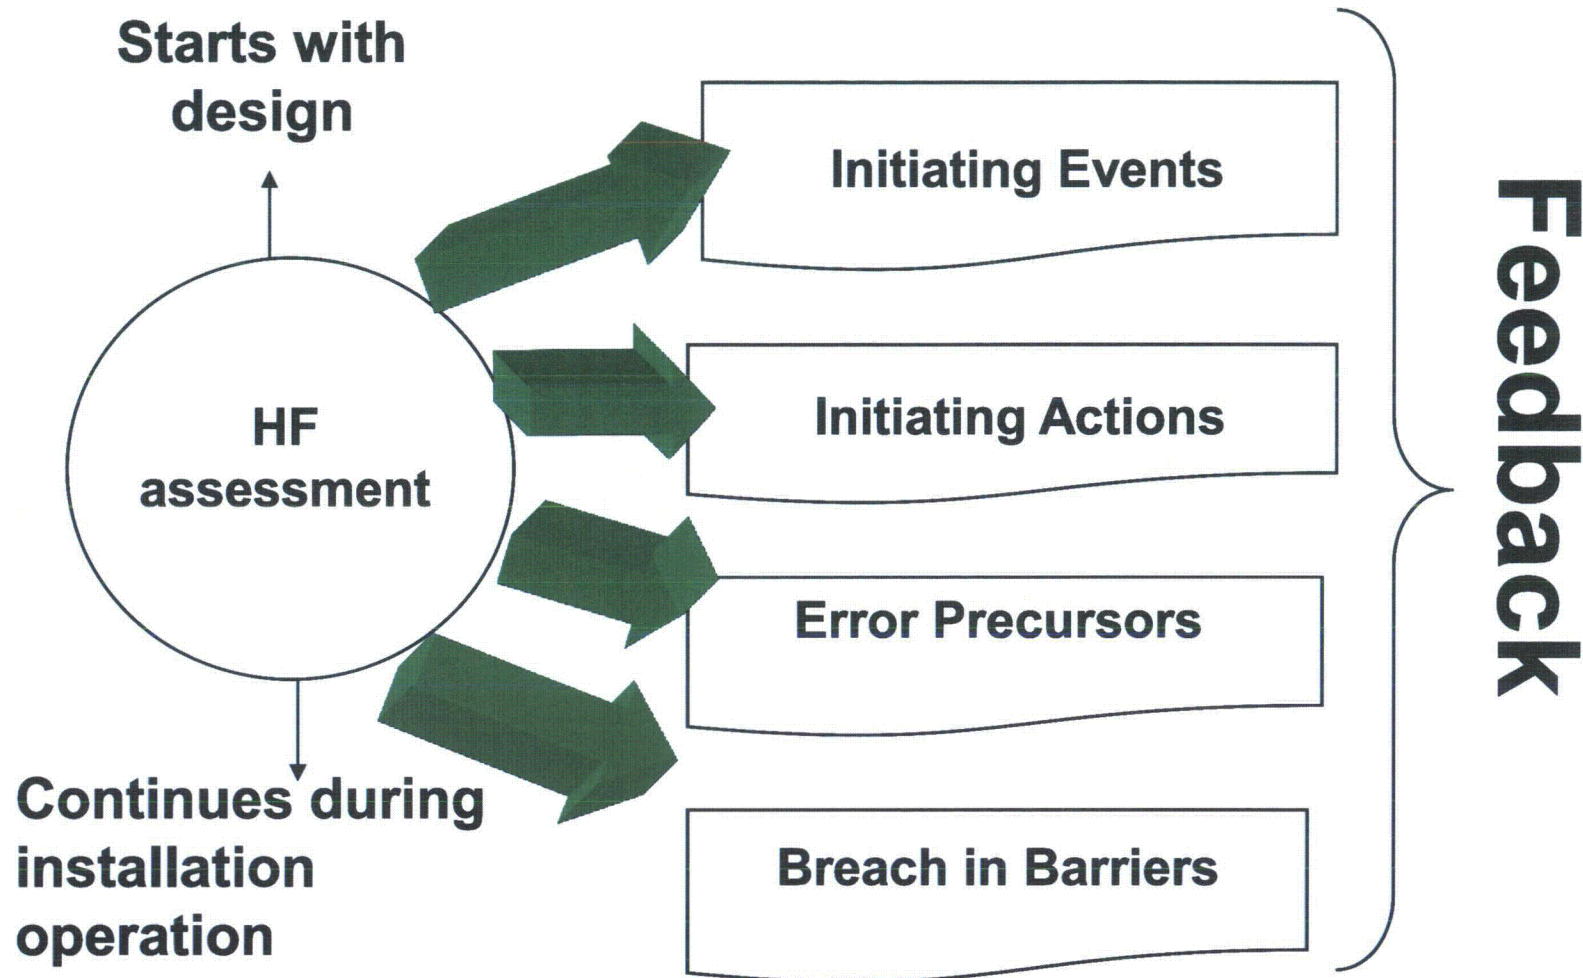 Starts with
design
HF
assessment
Continues during
installation
operation
Initiating Events
Initiating Actions
Error Precursors
Breach in Barriers
Feedback